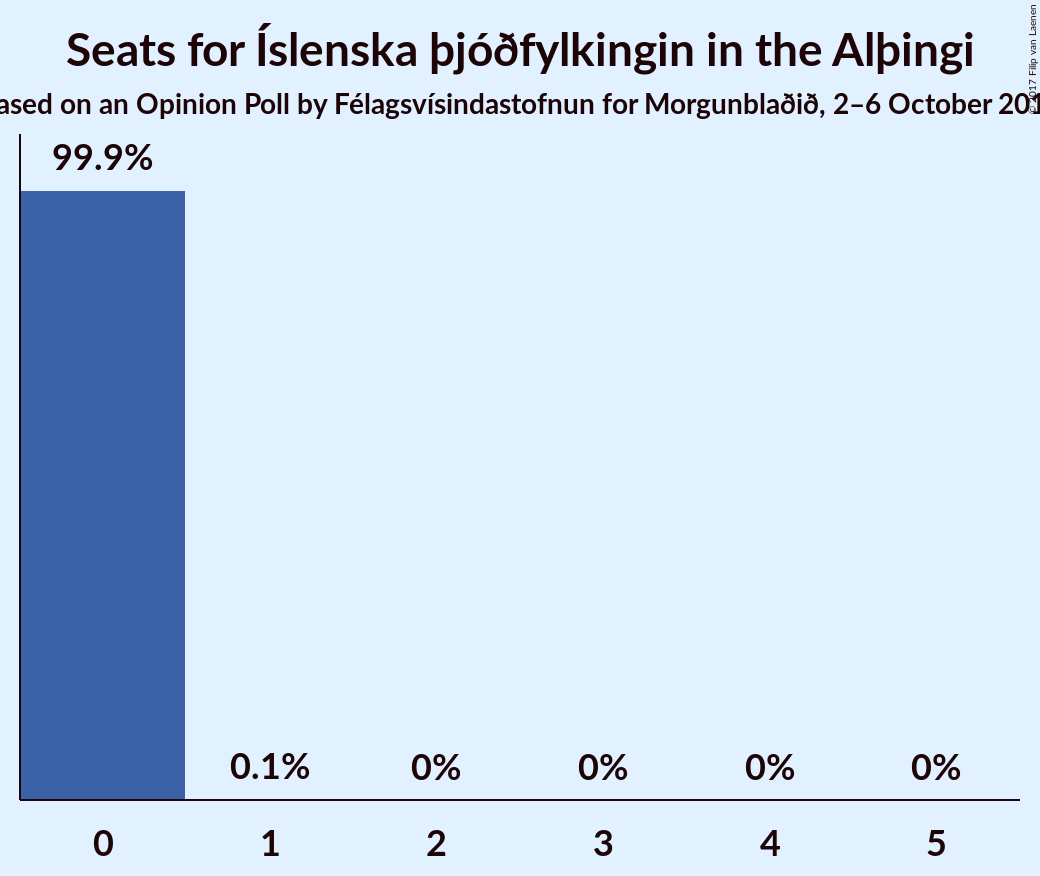 Seats for Íslenska þjóðfylkingin in the Alþingi
ased on an Opinion Poll by Félagsvísindastofnun for Morgunblaðið, 2–6 October 201
© 2017 Filip van Laenen
99.9%
0.1% 0% 0% 0% 0%
0 1 2 3 4 5